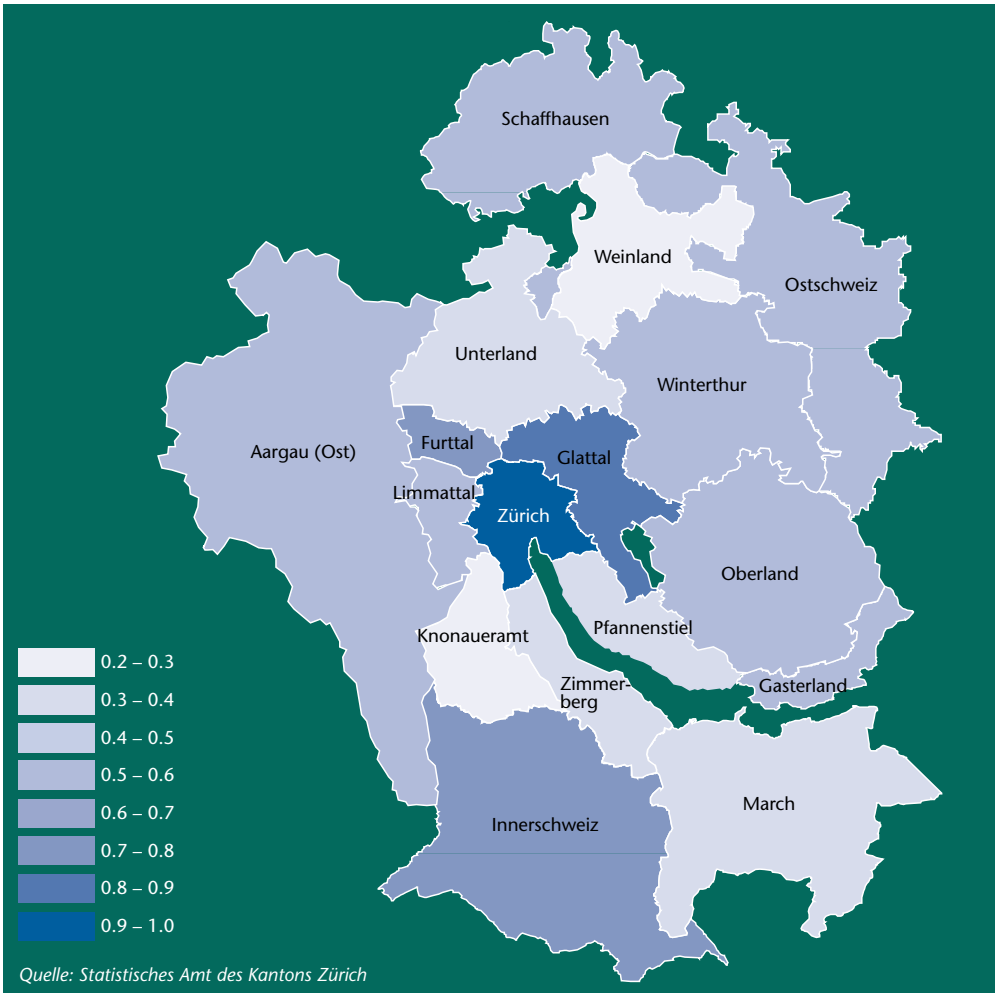 Schaffhausen
Weinland
Ostschweiz
Unterland
Winterthur
Furttal
Aargau (Ost)
Glattal
Limmattal
Zürich
Oberland
Pfannenstiel
Knonaueramt
Zimmer-
berg
Gasterland
March
Innerschweiz
0.2 – 0.3
0.3 – 0.4
0.4 – 0.5
0.5 – 0.6
0.6 – 0.7
0.7 – 0.8
0.8 – 0.9
0.9 – 1.0
Quelle: Statistisches Amt des Kantons Zürich